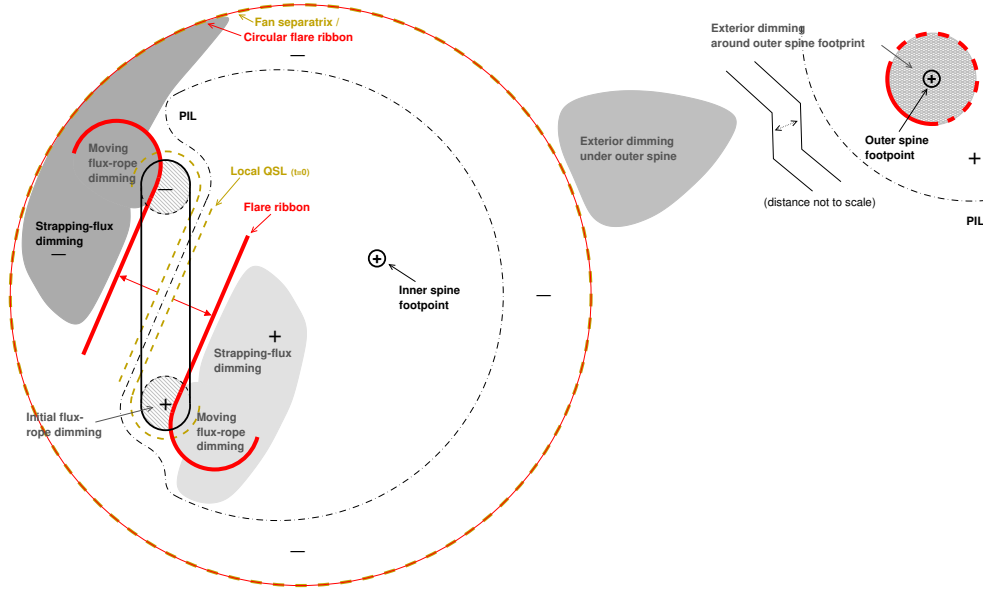 Fan separatrix /
Circular flare ribbon
−
PIL
Moving
flux-rope
dimming
−
Local QSL (t=0)
Flare ribbon
Strapping-flux
dimming
−
Inner spine
footpoint
−
+
Strapping-flux
dimming
+
Initial flux-
rope dimming
Moving
flux-rope
dimming
−
Exterior dimming
under outer spine
Exterior dimming
around outer spine footprint
+
Outer spine
footpoint
+
(distance not to scale)
PIL
+